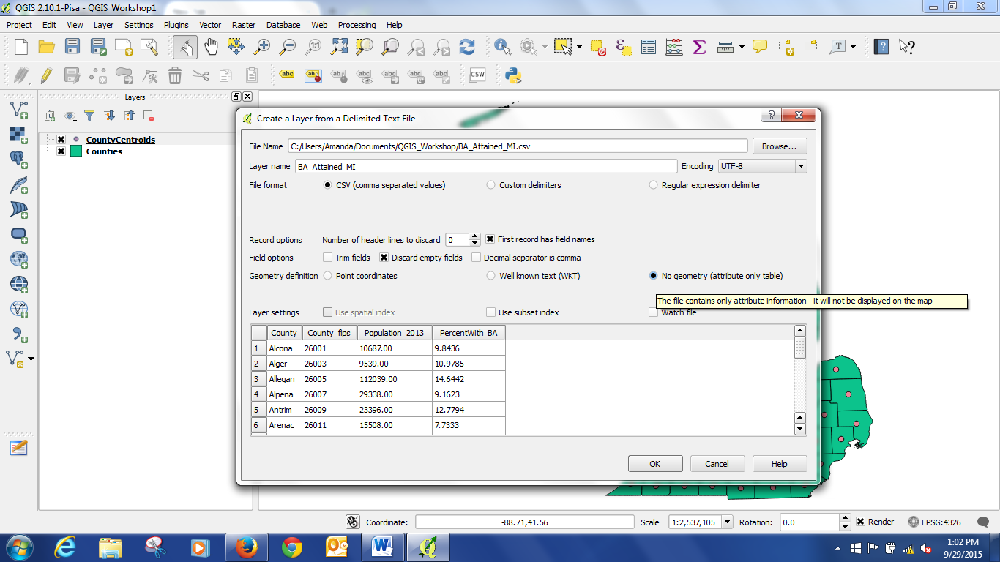 QGIS 2.10.1-Pisa - QGIS_Workshop1
Project Edit View Layer Settings Plugins Vector Raster Database Web Processing Help
abc abc abc abc abc abc abc CSW
Layers
CountyCentroids
Counties
Create a Layer from a Delimited Text File
File Name C:/Users/Amanda/Documents/QGIS_Workshop/BA_Attained_MI.csv Browse...
Layer name BA_Attained_MI Encoding UTF-8
File format CSV (comma separated values) Custom delimiters Regular expression delimiter
Record options Number of header lines to discard 0 First record has field names
Field options Trim fields Discard empty fields Decimal separator is comma
Geometry definition Point coordinates Well known text (WKT) No geometry (attribute only table)
The file contains only attribute information - it will not be displayed on the map
Layer settings Use spatial index Use subset index Watch file
County County_fips Population_2013 PercentWith_BA
1 Alcona 26001 10687.00 9.8436
2 Alger 26003 9539.00 10.9785
3 Allegan 26005 112039.00 14.6442
4 Alpena 26007 29338.00 9.1623
5 Antrim 26009 23396.00 12.7794
6 Arenac 26011 15508.00 7.7333
OK Cancel Help
Coordinate: -88.71,41.56 Scale 1:2,537,105 Rotation: 0.0 Render EPSG:4326
1:02 PM
9/29/2015